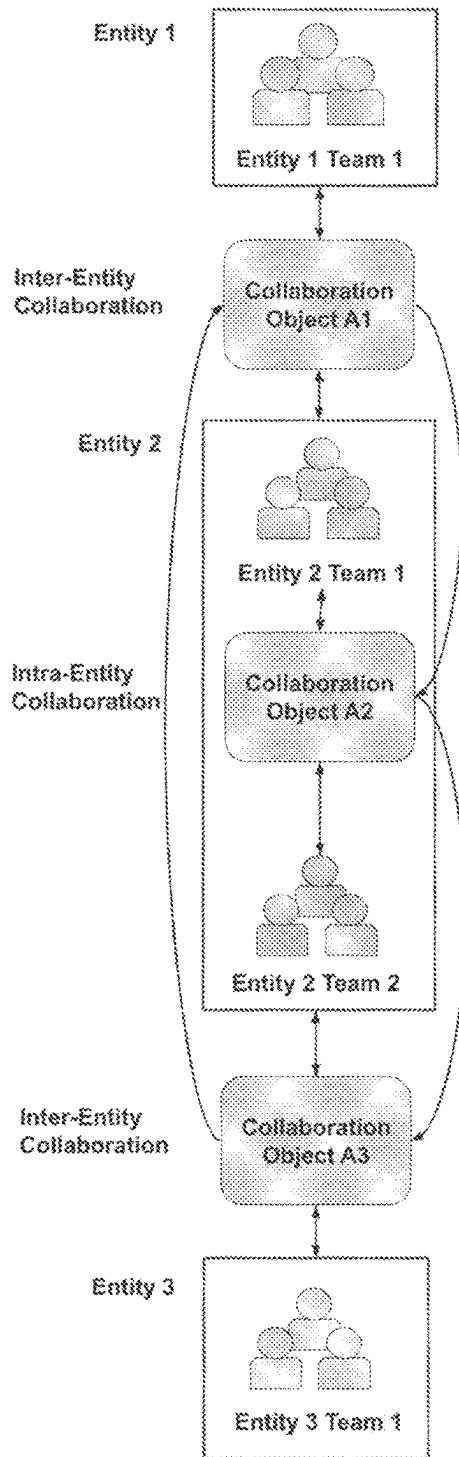 Entity 1
Entity 1 Team 1
Inter-Entity
Collaboration
Collaboration
Object A1
Entity 2
Entity 2 Team 1
Intra-Entity
Collaboration
Collaboration
Object A2
Entity 2 Team 2
Inter-Entity
Collaboration
Collaboration
Object A3
Entity 3
Entity 3 Team 1